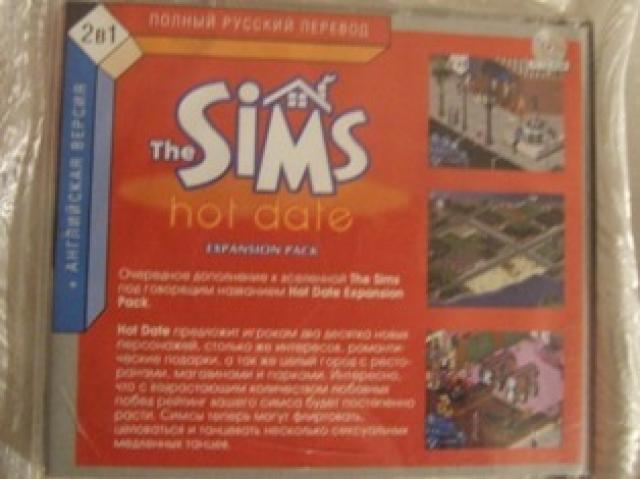 ПОЛНЫЙ РУССКИЙ ПЕРЕВОД
2в1
+ АНГЛИЙСКАЯ ВЕРСИЯ
The SiMs
hot date
EXPANSION PACK
Очередное дополнение к вселенной The Sims
под говорящим названием Hot Date Expansion
Pack.
Hot Date предложит игрокам два десятка новых
персонажей, столько же интересов, романти-
ческие подарки, а так же целый город с ресто-
ранами, магазинами и парками. Интересно,
что с возрастающим количеством любовных
побед рейтинг вашего симса будет постепенно
расти. Симсы теперь могут флиртовать,
целоваться и танцевать несколько сексуальных
медленных танцев.